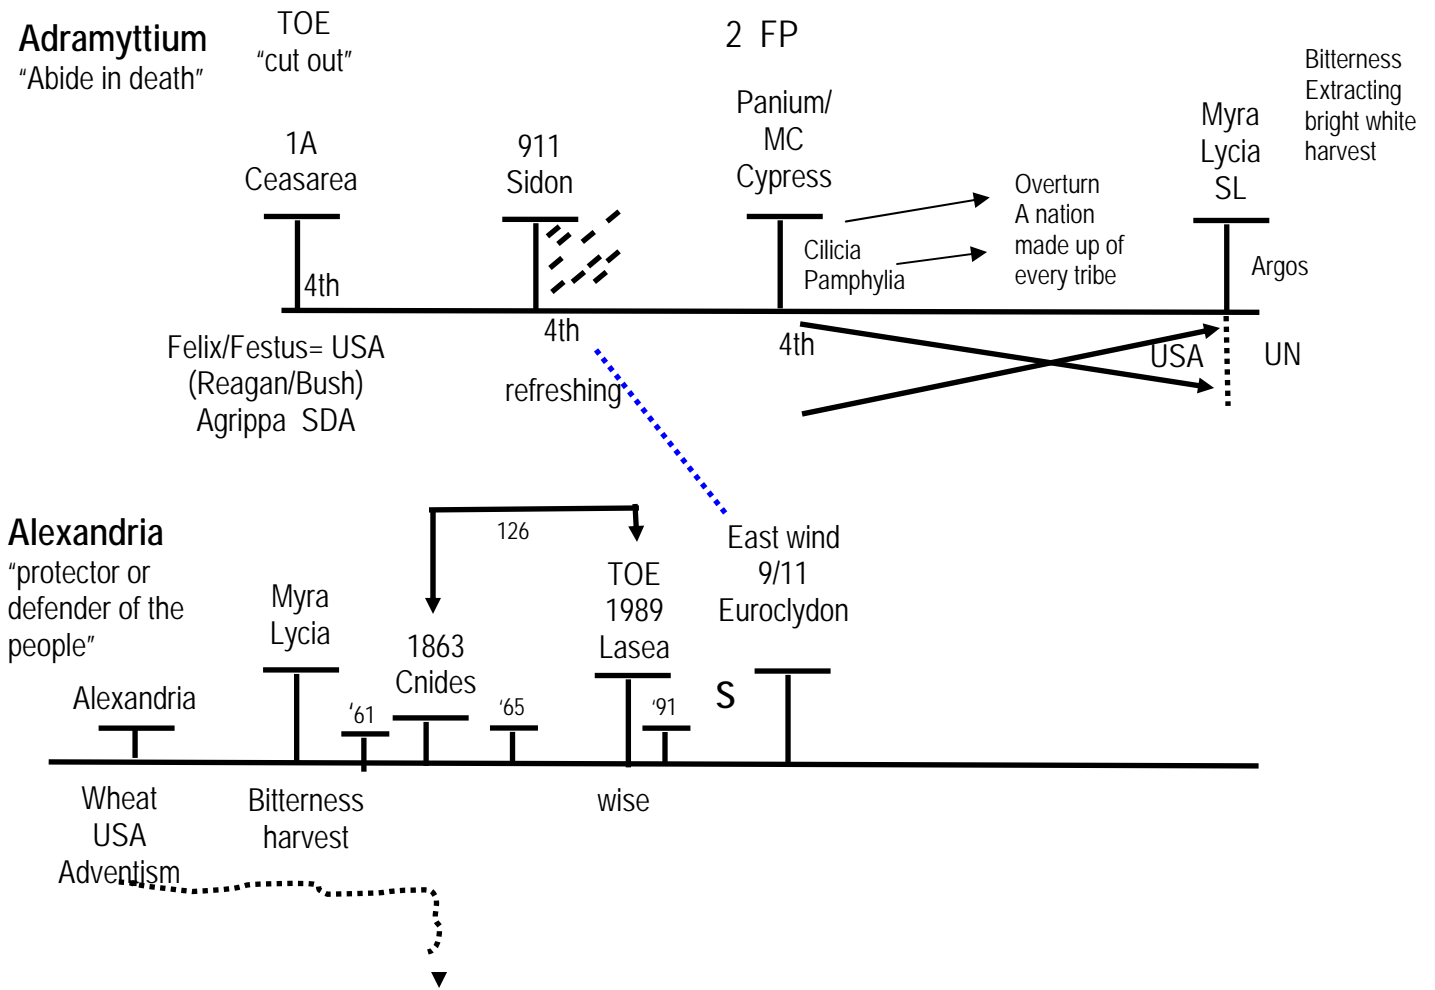 Adramyttium
"Abide in death"
TOE
"cut out"
2 FP
Bitterness
Extracting
bright white
harvest
1A
Ceasarea
911
Sidon
Panium/
MC
Cypress
Myra
Lycia
SL
Overturn
A nation
made up of
every tribe
Cilicia
Pamphylia
Argos
4th
4th
4th
USA
UN
Felix/Festus= USA
(Reagan/Bush)
Agrippa SDA
refreshing
Alexandria
"protector or
defender of the
people"
126
East wind
9/11
Euroclydon
TOE
1989
Lasea
Myra
Lycia
1863
Cnides
Alexandria
'61
'65
'91
S
Wheat
USA
Adventism
Bitterness
harvest
wise